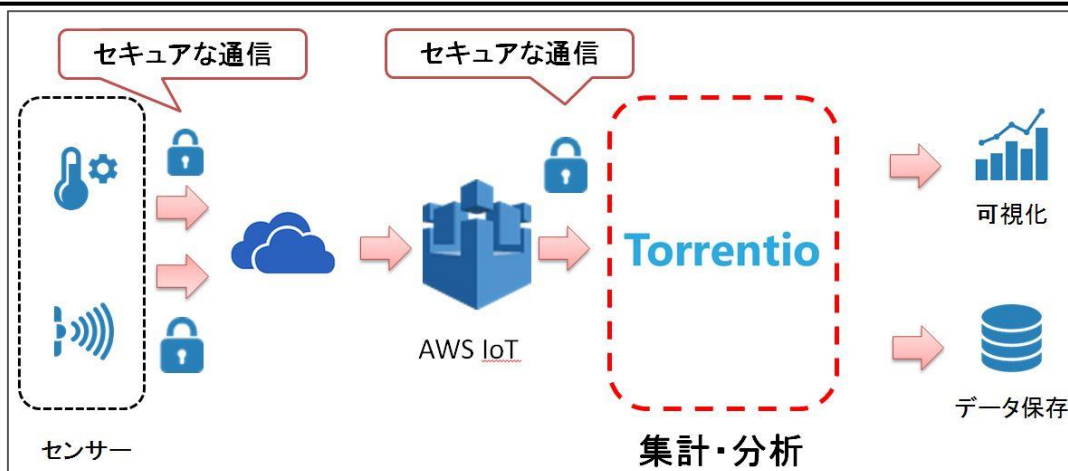 セキュアな通信
セキュアな通信
Torrentio
可視化
AWS IoT
データ保存
センサー
集計・分析